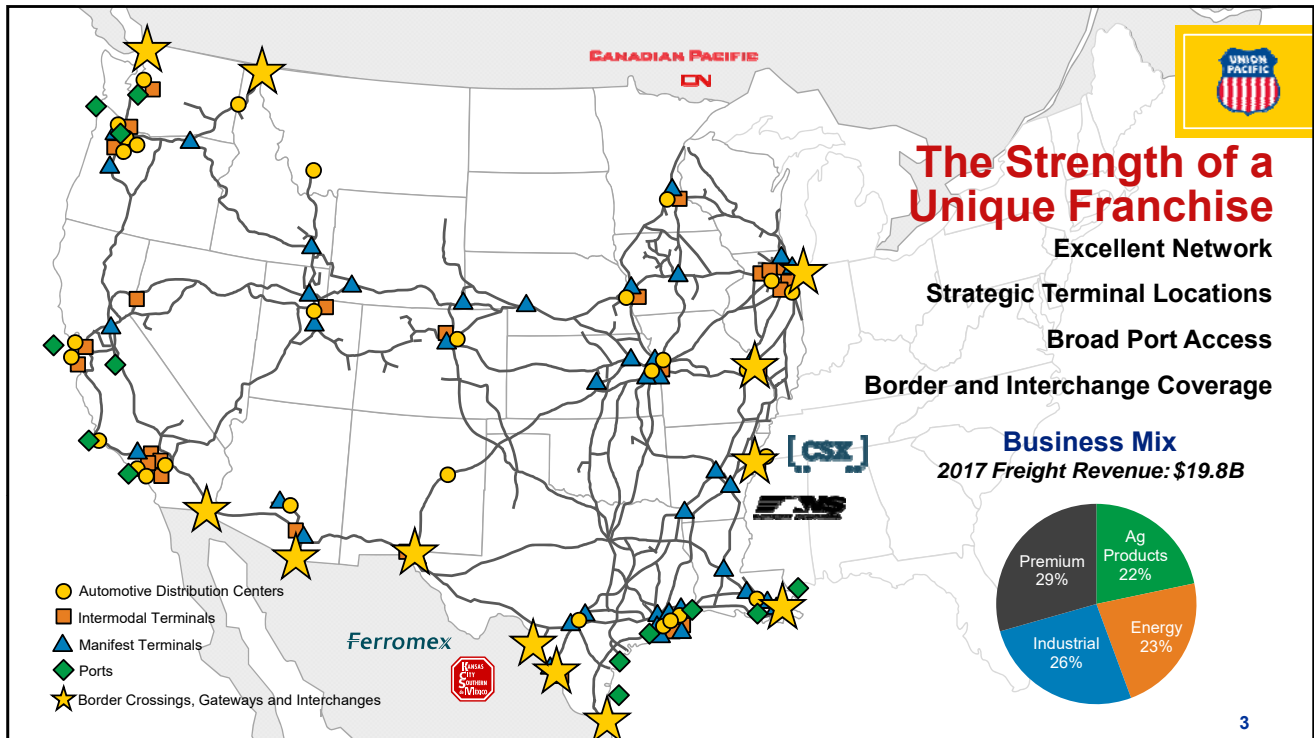 CANADIAN PACIFIC
CN
UNION
PACIFIC
The Strength of a
Unique Franchise
Excellent Network
Strategic Terminal Locations
Broad Port Access
Border and Interchange Coverage
Business Mix
2017 Freight Revenue: $19.8B
CSX
NS
Premium
29%
Ag
Products
22%
Industrial
26%
Energy
23%
Automotive Distribution Centers
Intermodal Terminals
Manifest Terminals
Ports
Border Crossings, Gateways and Interchanges
Ferromex
KANSAS
CITY
SOUTHERN
de MÉXICO
3